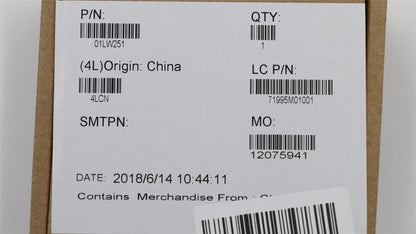 P/N: QTY:
01LW251 1
(4L)Origin: China LC P/N:
4LCN 71995M01001
SMTPN: MO:
12075941
DATE: 2018/6/14 10:44:11
Contains Merchandise From :